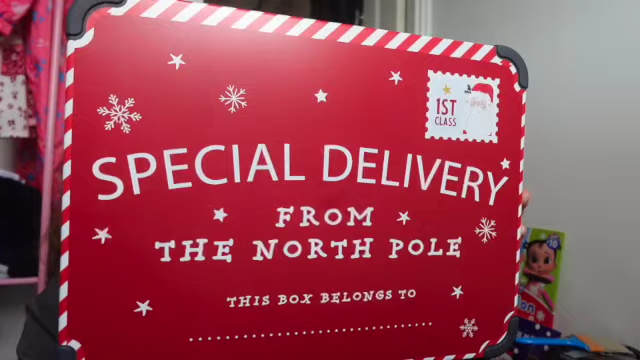 1ST
CLASS
SPECIAL DELIVERY
FROM
THE NORTH POLE
THIS BOX BELONGS TO